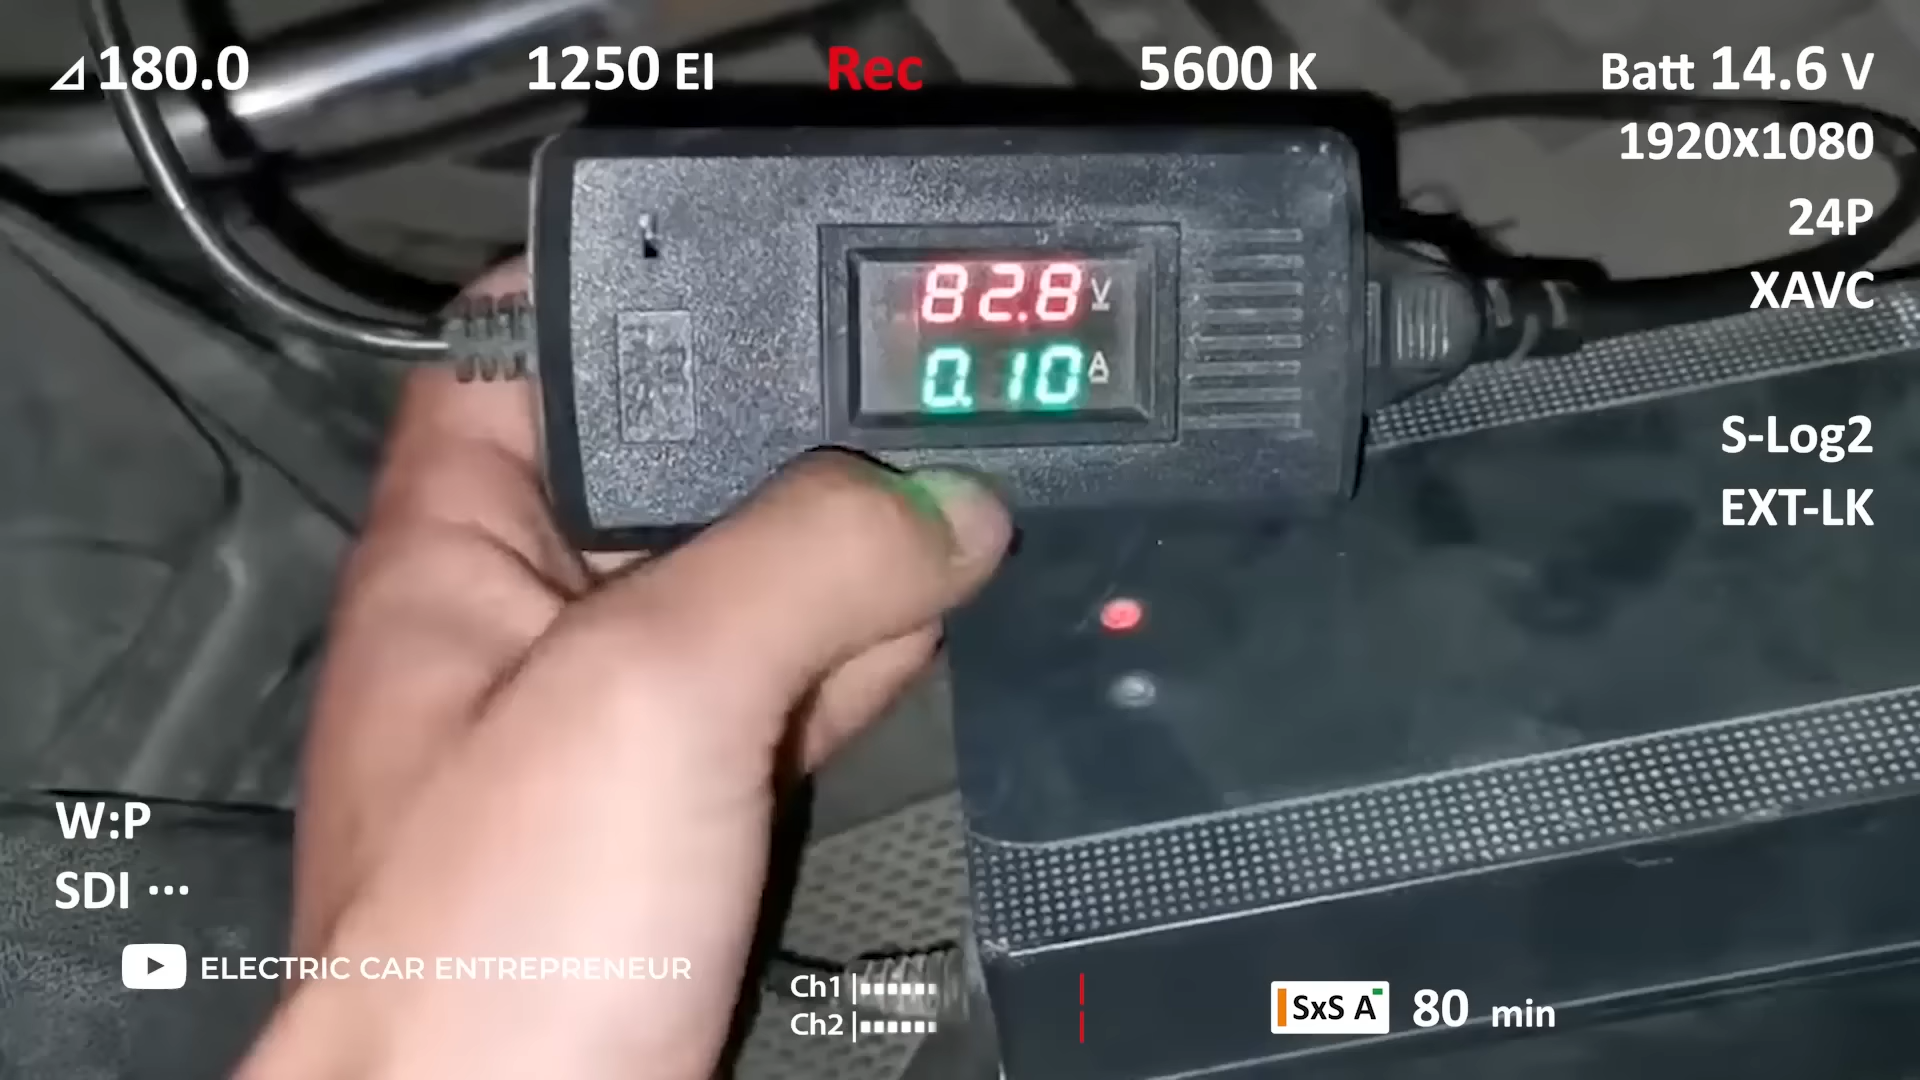 180.0
1250 EI
Rec
5600 K
Batt 14.6 V
1920x1080
24P
XAVC
82.8 V
0.10 A
S-Log2
EXT-LK
W:P
SDI ...
ELECTRIC CAR ENTREPRENEUR
Ch1
Ch2
SxS A
80 min